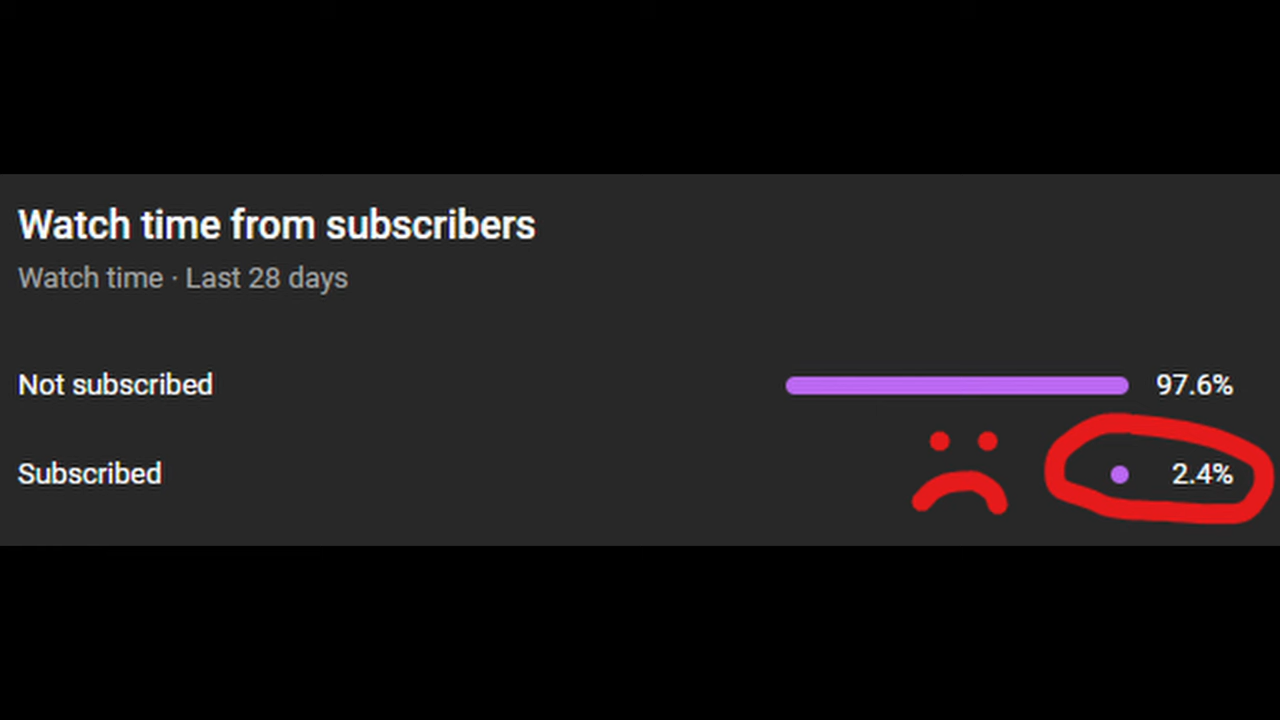 Watch time from subscribers
Watch time · Last 28 days
Not subscribed 97.6%
Subscribed 2.4%